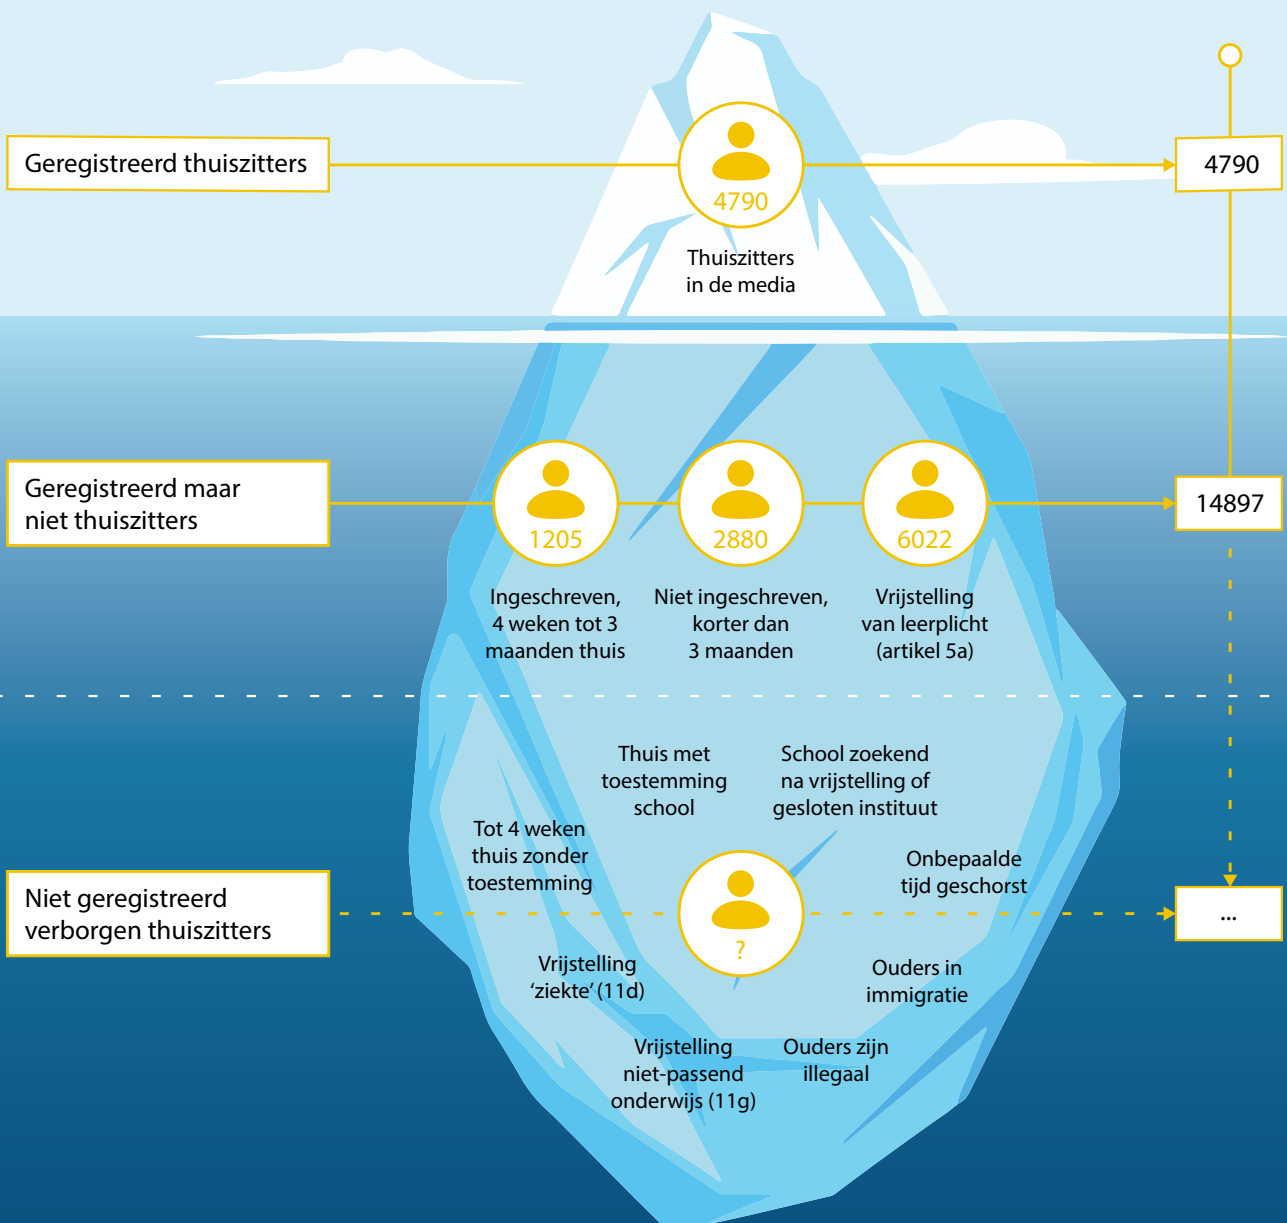 Geregistreerd thuiszitters
4790
4790
Thuiszitters
in de media
Geregistreerd maar
niet thuiszitters
1205
2880
6022
14897
Ingeschreven,
4 weken tot 3
maanden thuis
Niet ingeschreven,
korter dan
3 maanden
Vrijstelling
van leerplicht
(artikel 5a)
Thuis met
toestemming
school
School zoekend
na vrijstelling of
gesloten instituut
Tot 4 weken
thuis zonder
toestemming
Onbepaalde
tijd geschorst
Niet geregistreerd
verborgen thuiszitters
?
...
Vrijstelling
‘ziekte’ (11d)
Ouders in
immigratie
Vrijstelling
niet-passend
onderwijs (11g)
Ouders zijn
illegaal